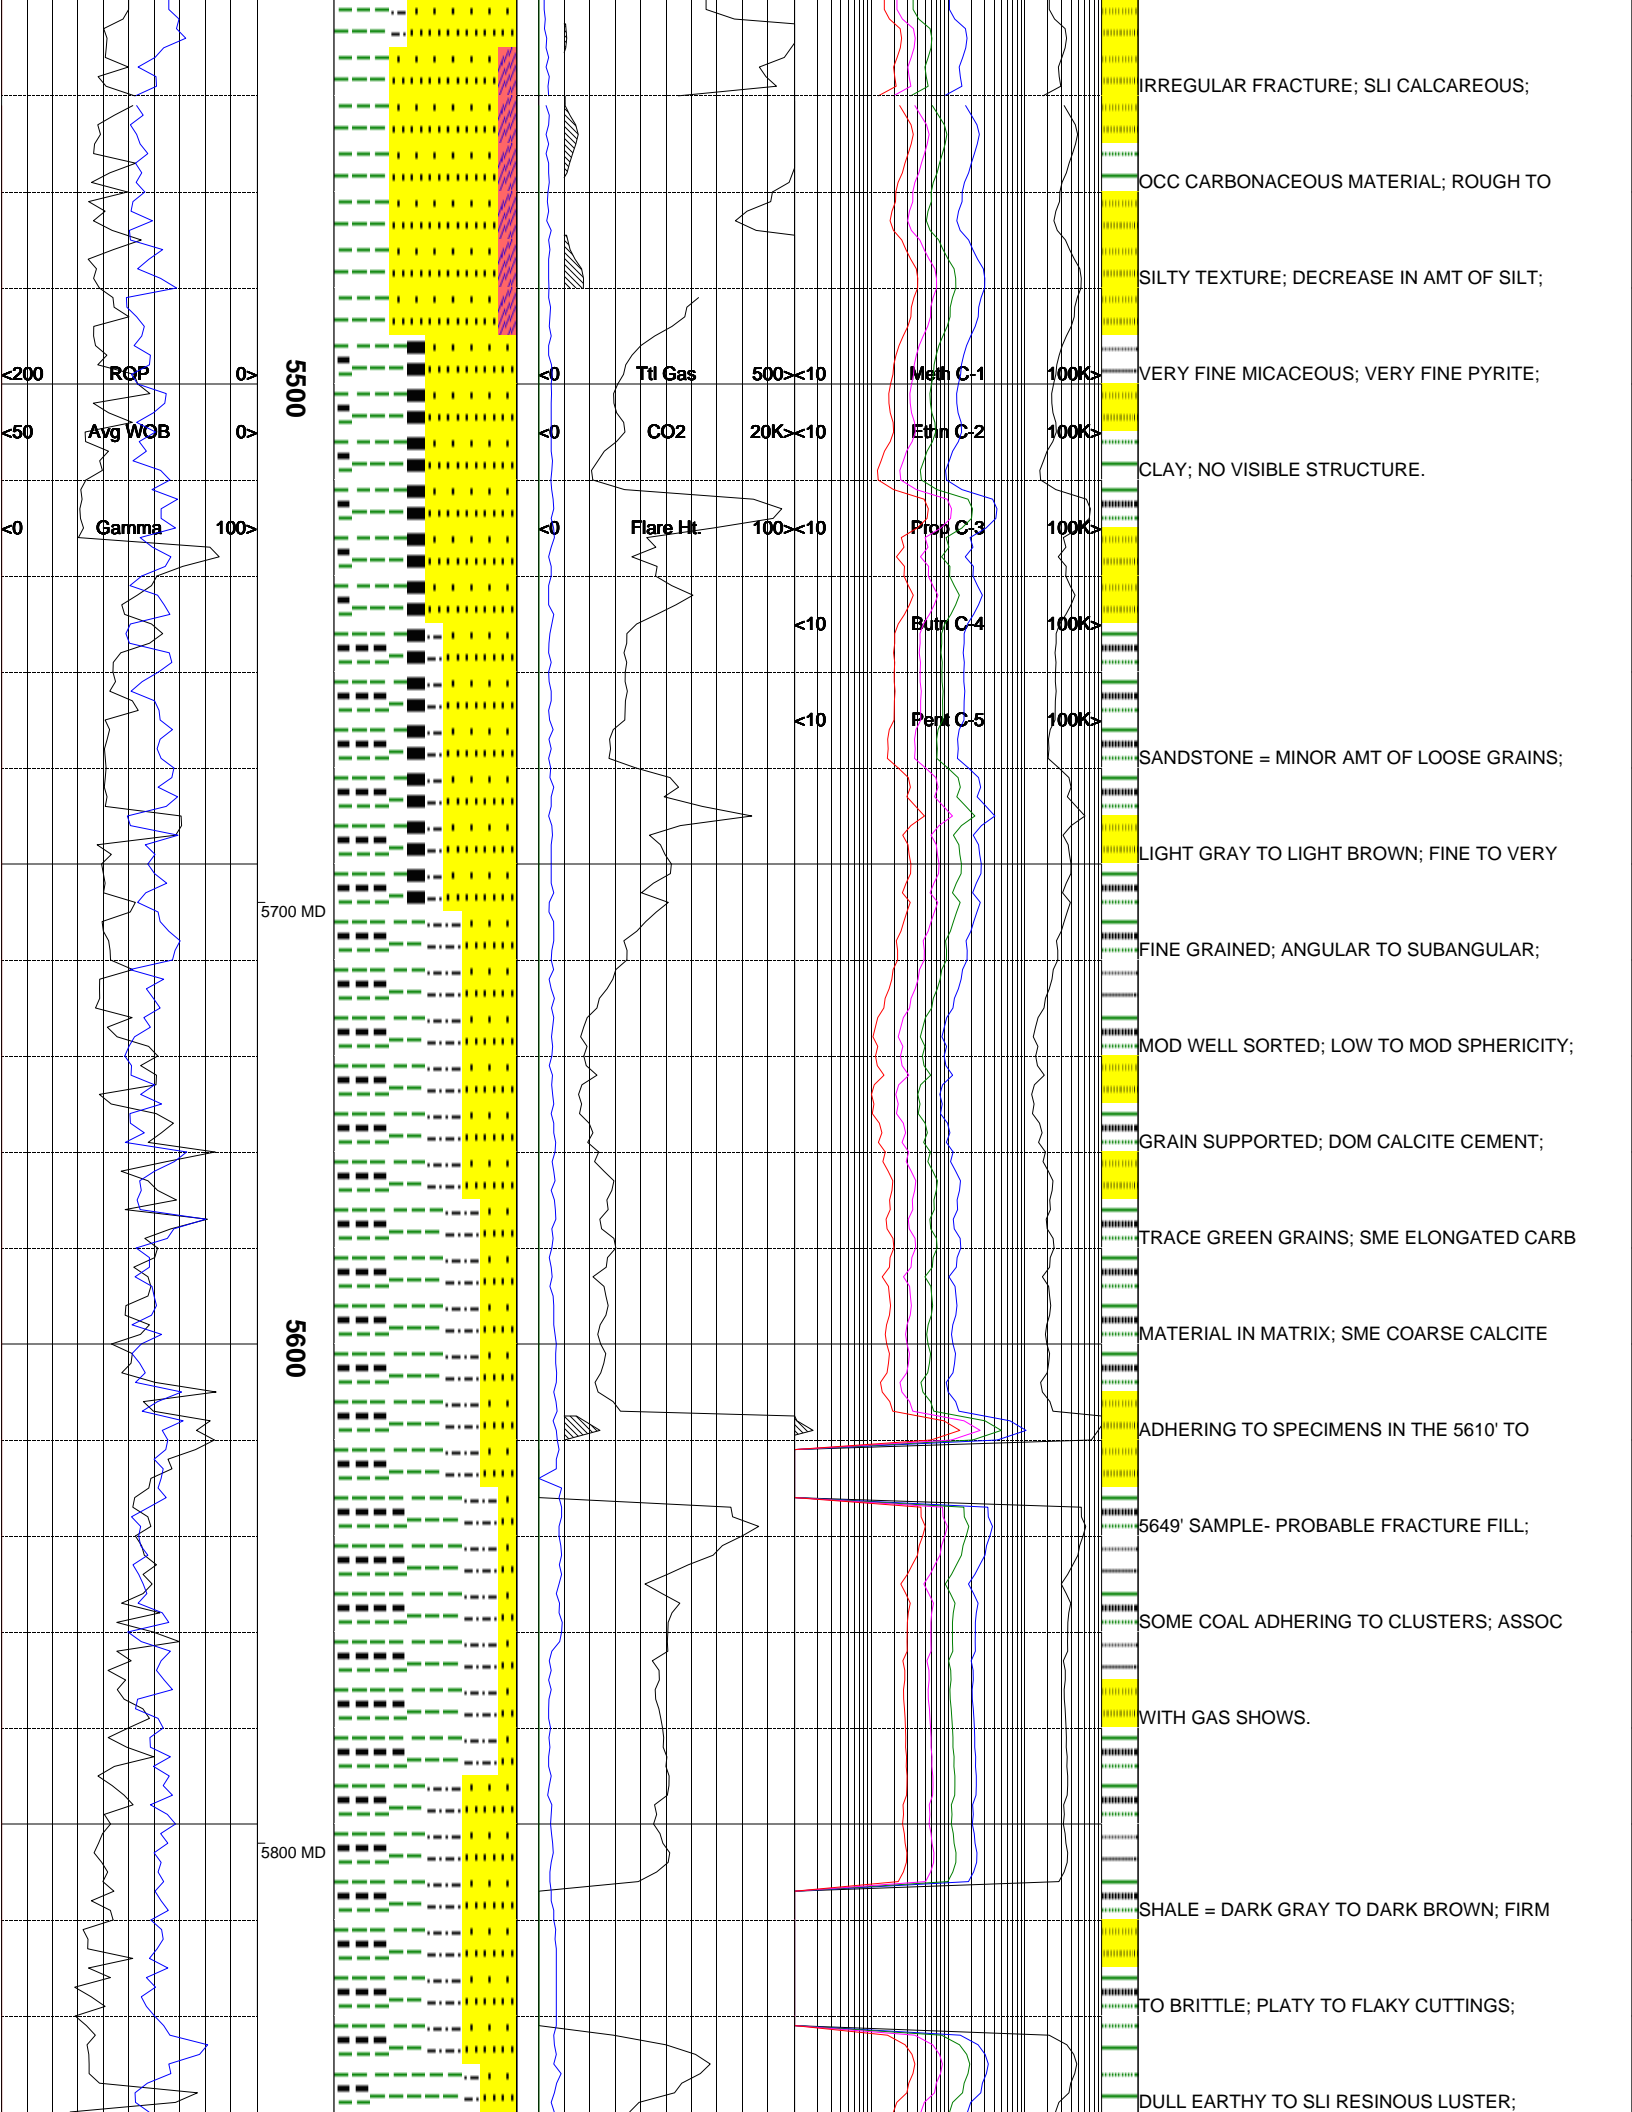 IRREGULAR FRACTURE; SLI CALCAREOUS;
OCC CARBONACEOUS MATERIAL; ROUGH TO
SILTY TEXTURE; DECREASE IN AMT OF SILT;
<200 ROP 0> 5500 <0 Ttl Gas 500> <10 Meth C-1 100K> VERY FINE MICACEOUS; VERY FINE PYRITE;
<50 Avg WOB 0> <0 CO2 20K> <10 Ethn C-2 100K>
CLAY; NO VISIBLE STRUCTURE.
<0 Gamma 100> <0 Flare Ht. 100> <10 Prop C-3 100K>
<10 Butn C-4 100K>
<10 Pent C-5 100K>
SANDSTONE = MINOR AMT OF LOOSE GRAINS;
LIGHT GRAY TO LIGHT BROWN; FINE TO VERY
5700 MD
FINE GRAINED; ANGULAR TO SUBANGULAR;
MOD WELL SORTED; LOW TO MOD SPHERICITY;
GRAIN SUPPORTED; DOM CALCITE CEMENT;
TRACE GREEN GRAINS; SME ELONGATED CARB
5600 MATERIAL IN MATRIX; SME COARSE CALCITE
ADHERING TO SPECIMENS IN THE 5610' TO
5649' SAMPLE- PROBABLE FRACTURE FILL;
SOME COAL ADHERING TO CLUSTERS; ASSOC
WITH GAS SHOWS.
5800 MD
SHALE = DARK GRAY TO DARK BROWN; FIRM
TO BRITTLE; PLATY TO FLAKY CUTTINGS;
DULL EARTHY TO SLI RESINOUS LUSTER;